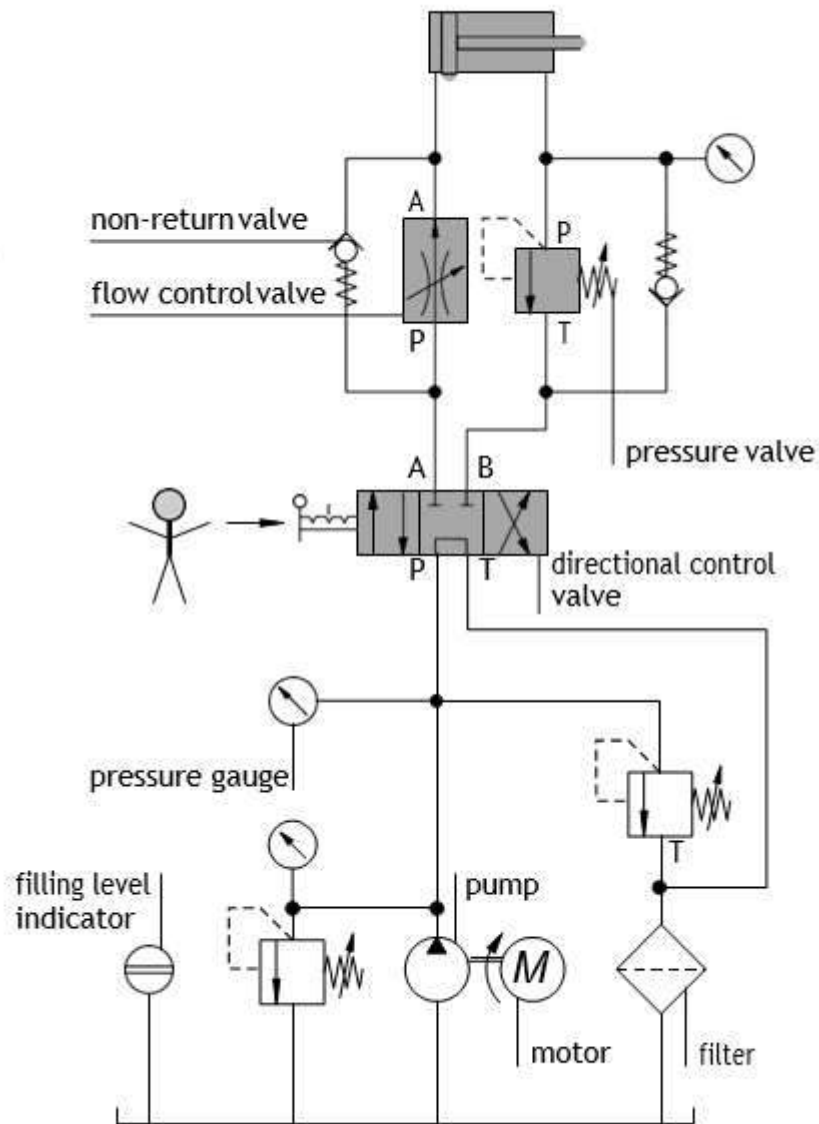 A
non-return valve
P
flow control valve
P
T
pressure valve
A
B
P
T
directional control
valve
pressure gauge
T
filling level
indicator
pump
M
motor
filter